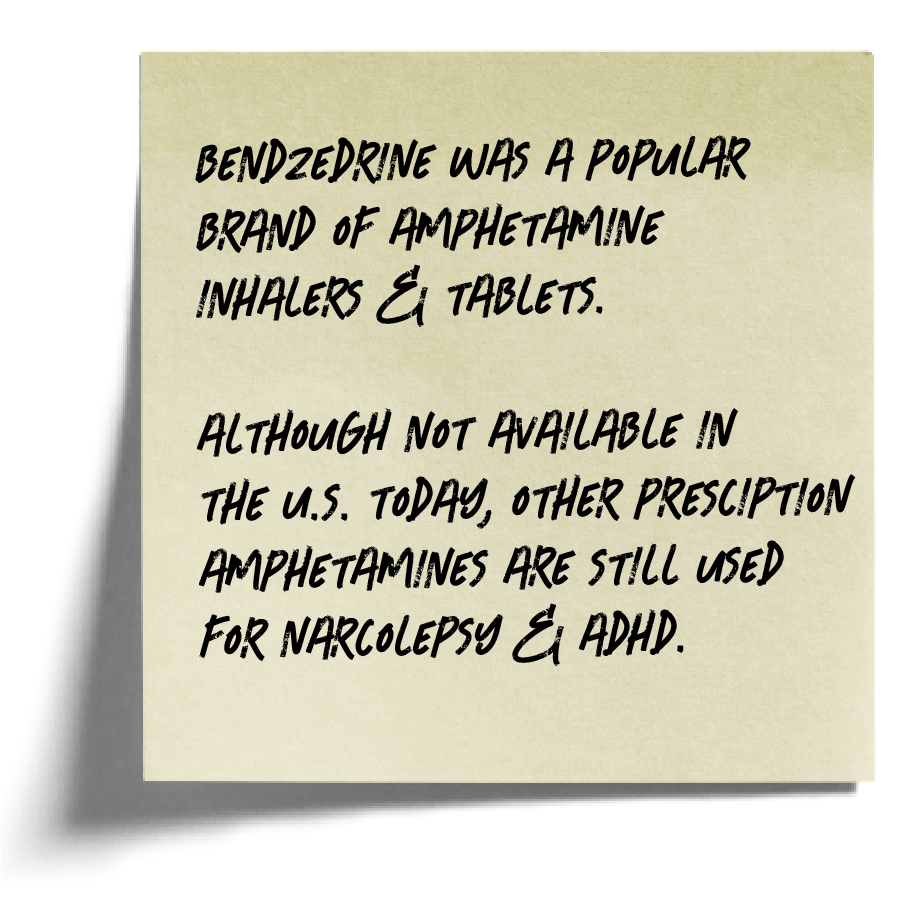 BENDZEDRINE WAS A POPULAR
BRAND OF AMPHETAMINE
INHALERS & TABLETS.
ALTHOUGH NOT AVAILABLE IN
THE U.S. TODAY, OTHER PRESCIPTION
AMPHETAMINES ARE STILL USED
FOR NARCOLEPSY & ADHD.